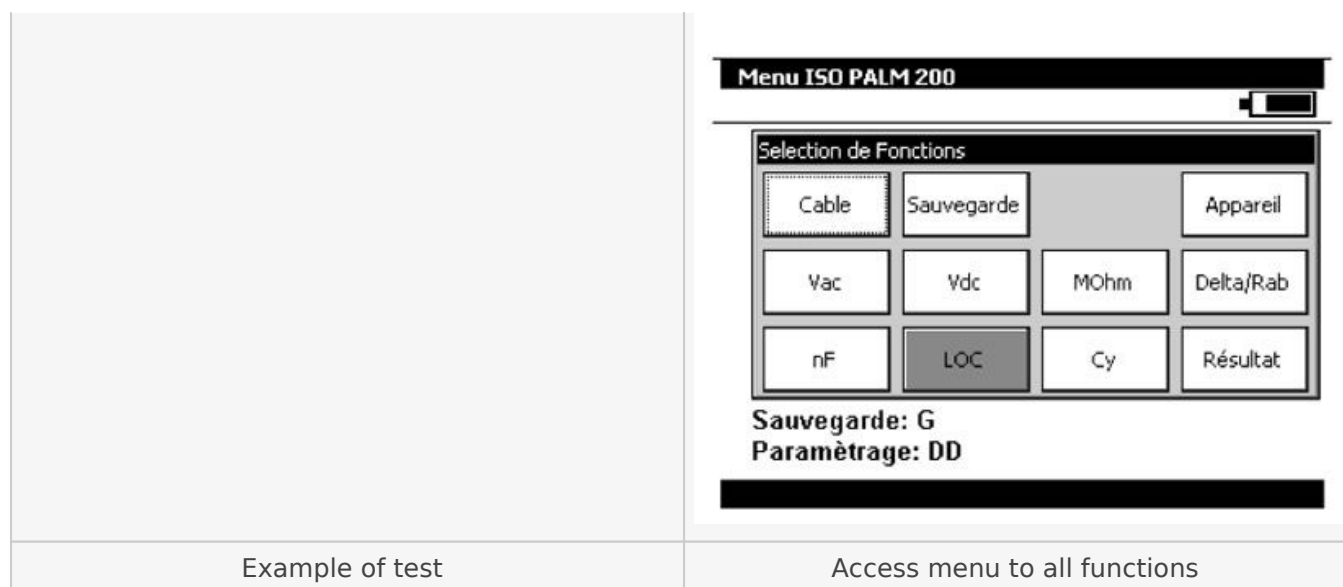 Menu ISO PALM 200
Selection de Fonctions
Cable Sauvegarde Appareil
Vac Vdc MOhm Delta/Rab
nF LOC Cy Résultat
Sauvegarde: G
Paramètrage: DD
Example of test Access menu to all functions